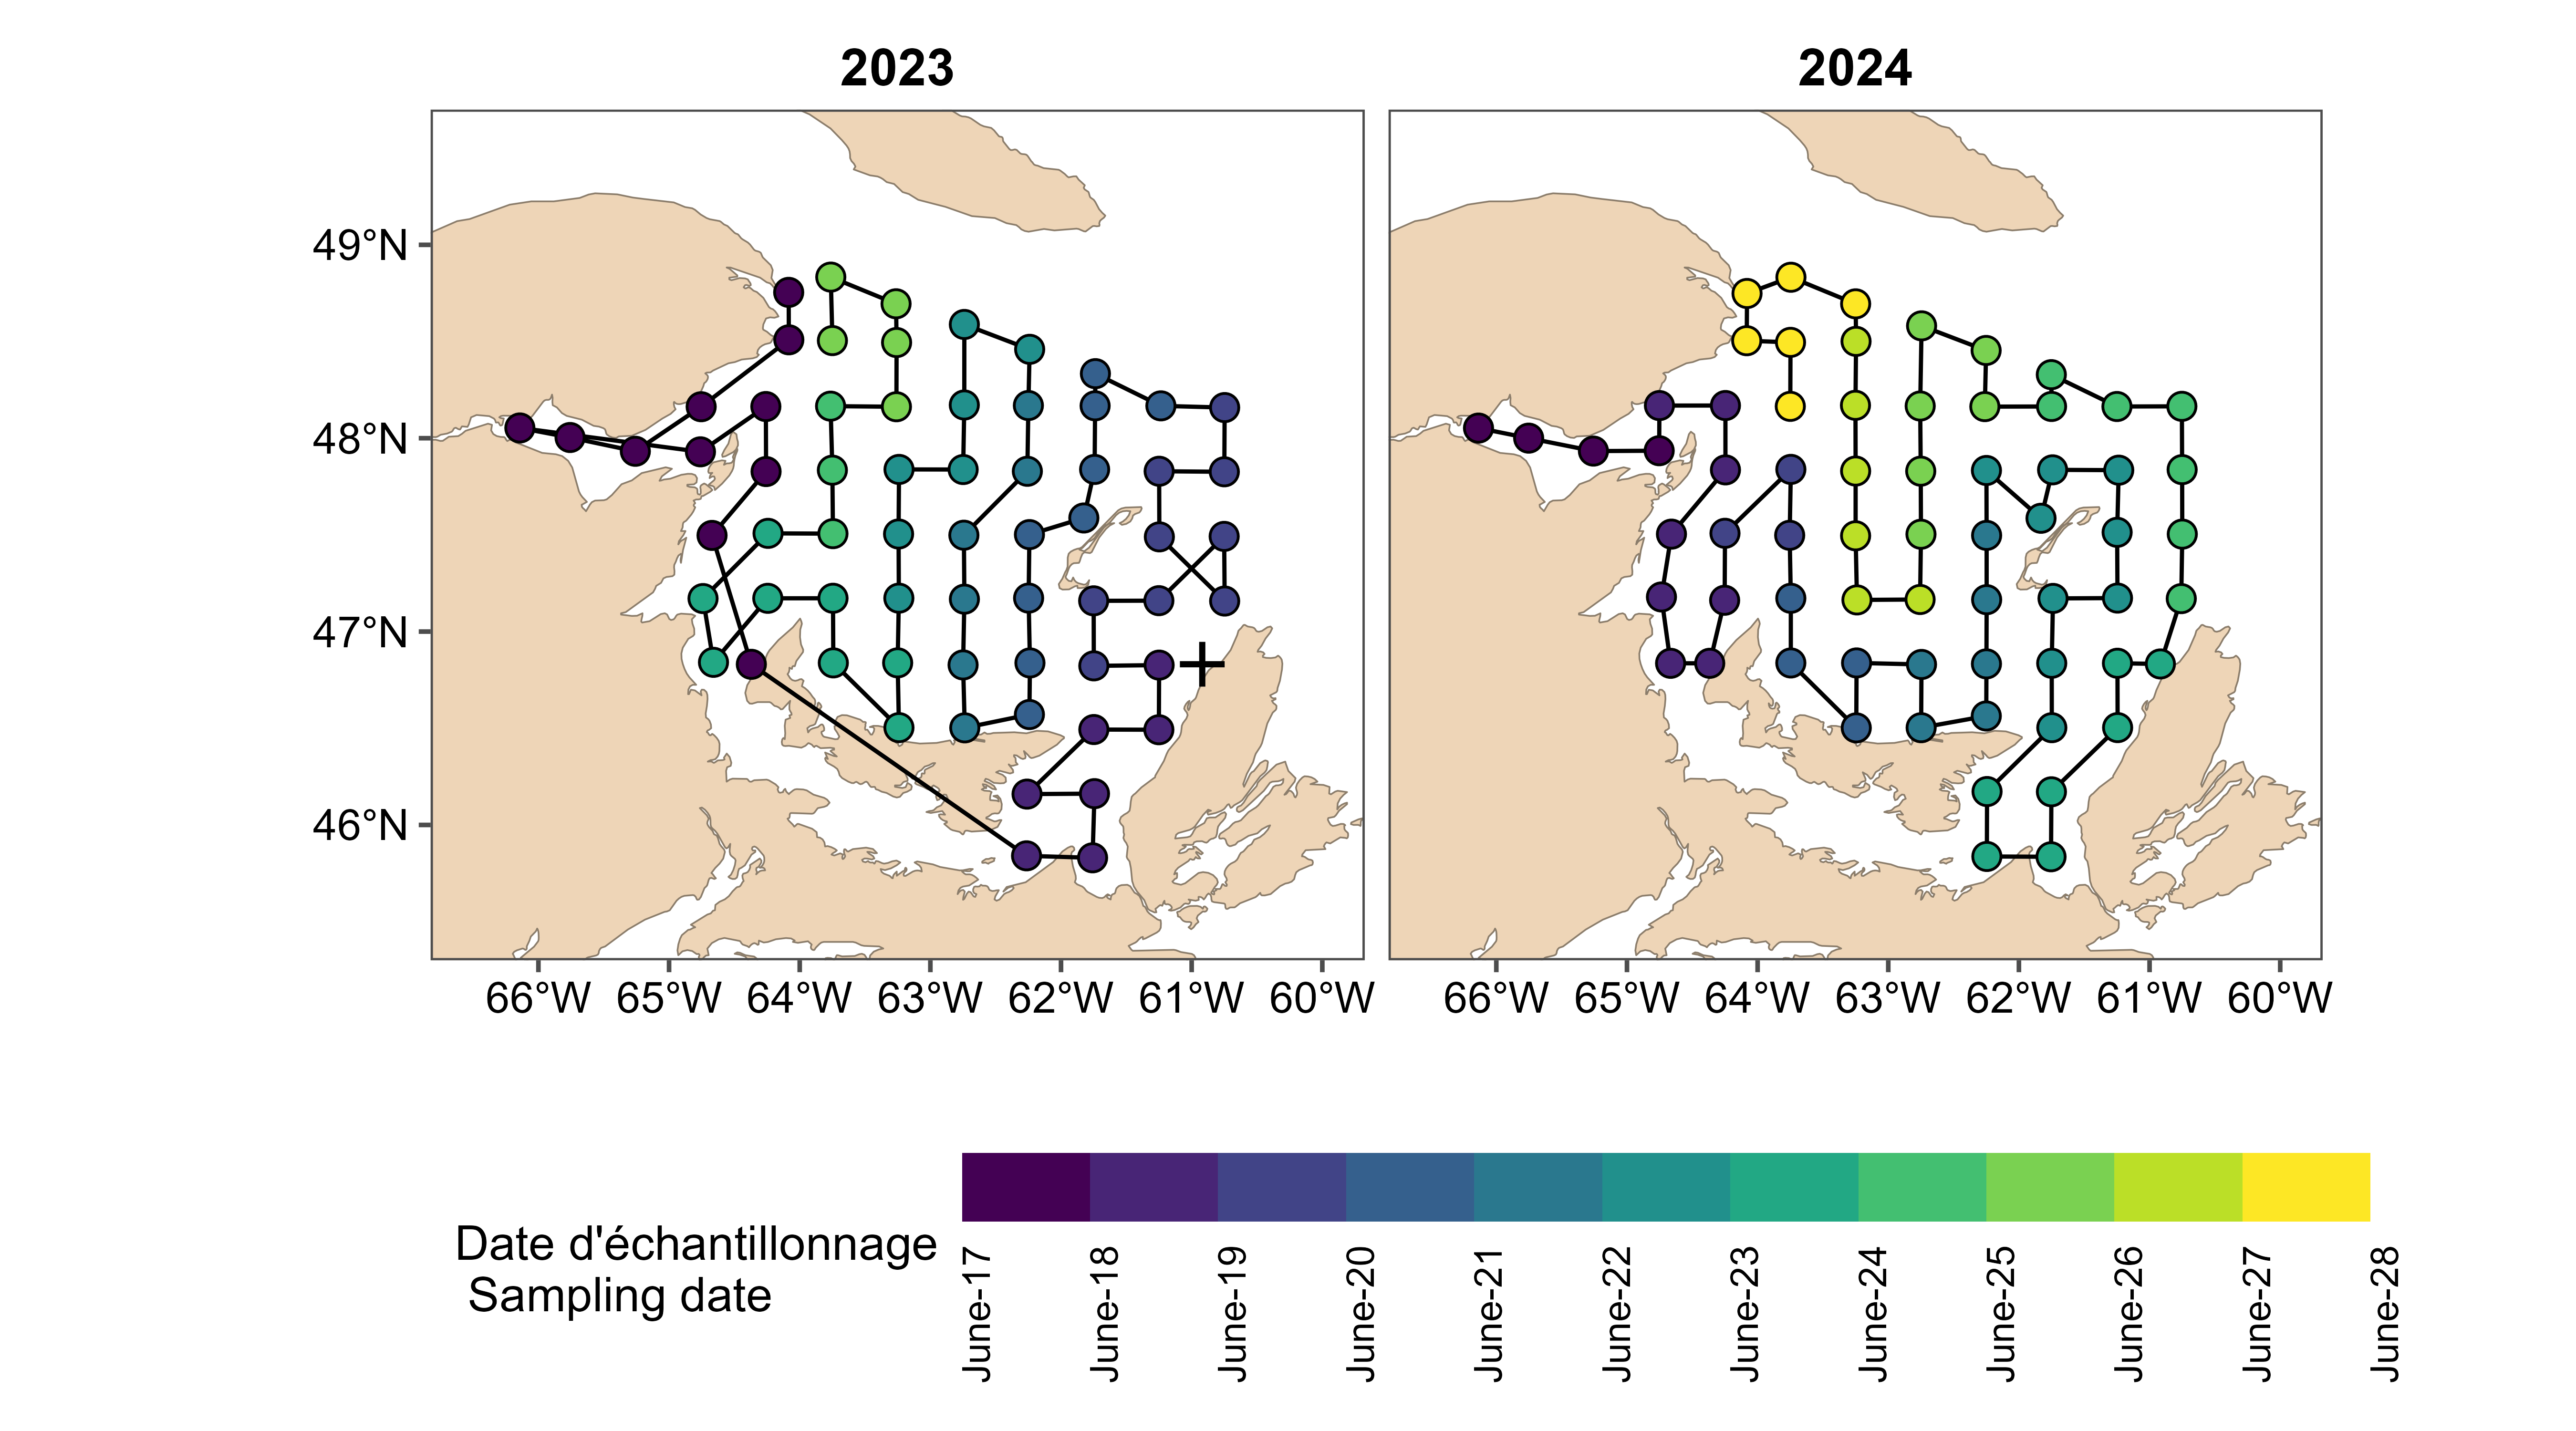 2023 2024
49°N
48°N
47°N
46°N
66°W 65°W 64°W 63°W 62°W 61°W 60°W 66°W 65°W 64°W 63°W 62°W 61°W 60°W
Date d'échantillonnage
Sampling date
June-17
June-18
June-19
June-20
June-21
June-22
June-23
June-24
June-25
June-26
June-27
June-28